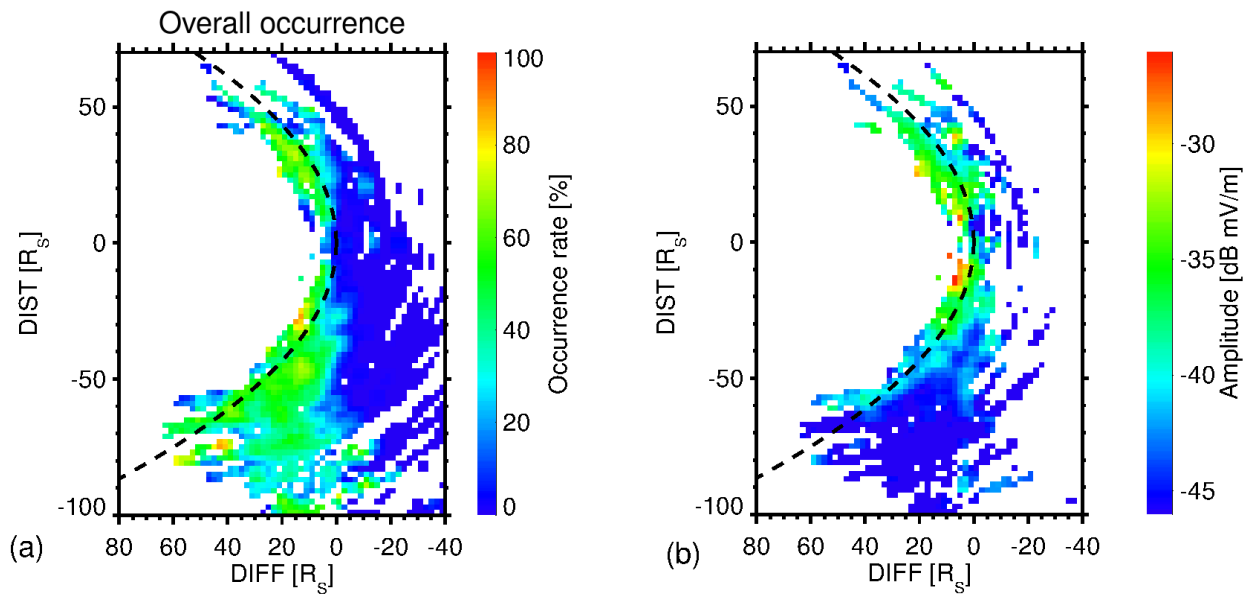 Overall occurrence
50
0
-50
-100
DIST [R_S]
80 60 40 20 0 -20 -40
DIFF [R_S]
(a)
100
80
60
40
20
0
Occurrence rate [%]
50
0
-50
-100
DIST [R_S]
80 60 40 20 0 -20 -40
DIFF [R_S]
(b)
-30
-35
-40
-45
Amplitude [dB mV/m]